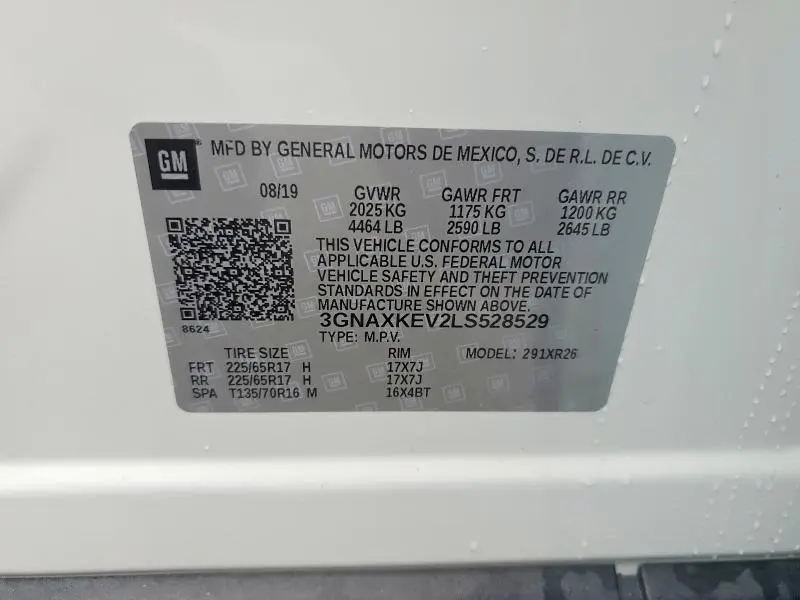 GM ® MFD BY GENERAL MOTORS DE MEXICO, S. DE R.L. DE C.V.
08/19 GVWR GAWR FRT GAWR RR
2025 KG 1175 KG 1200 KG
4464 LB 2590 LB 2645 LB
THIS VEHICLE CONFORMS TO ALL
APPLICABLE U.S. FEDERAL MOTOR
VEHICLE SAFETY AND THEFT PREVENTION
STANDARDS IN EFFECT ON THE DATE OF
MANUFACTURE SHOWN ABOVE.
8624 3GNAXKEV2LS528529
TYPE: M.P.V.
TIRE SIZE RIM MODEL: 291XR26
FRT 225/65R17 H 17X7J
RR 225/65R17 H 17X7J
SPA T135/70R16 M 16X4BT